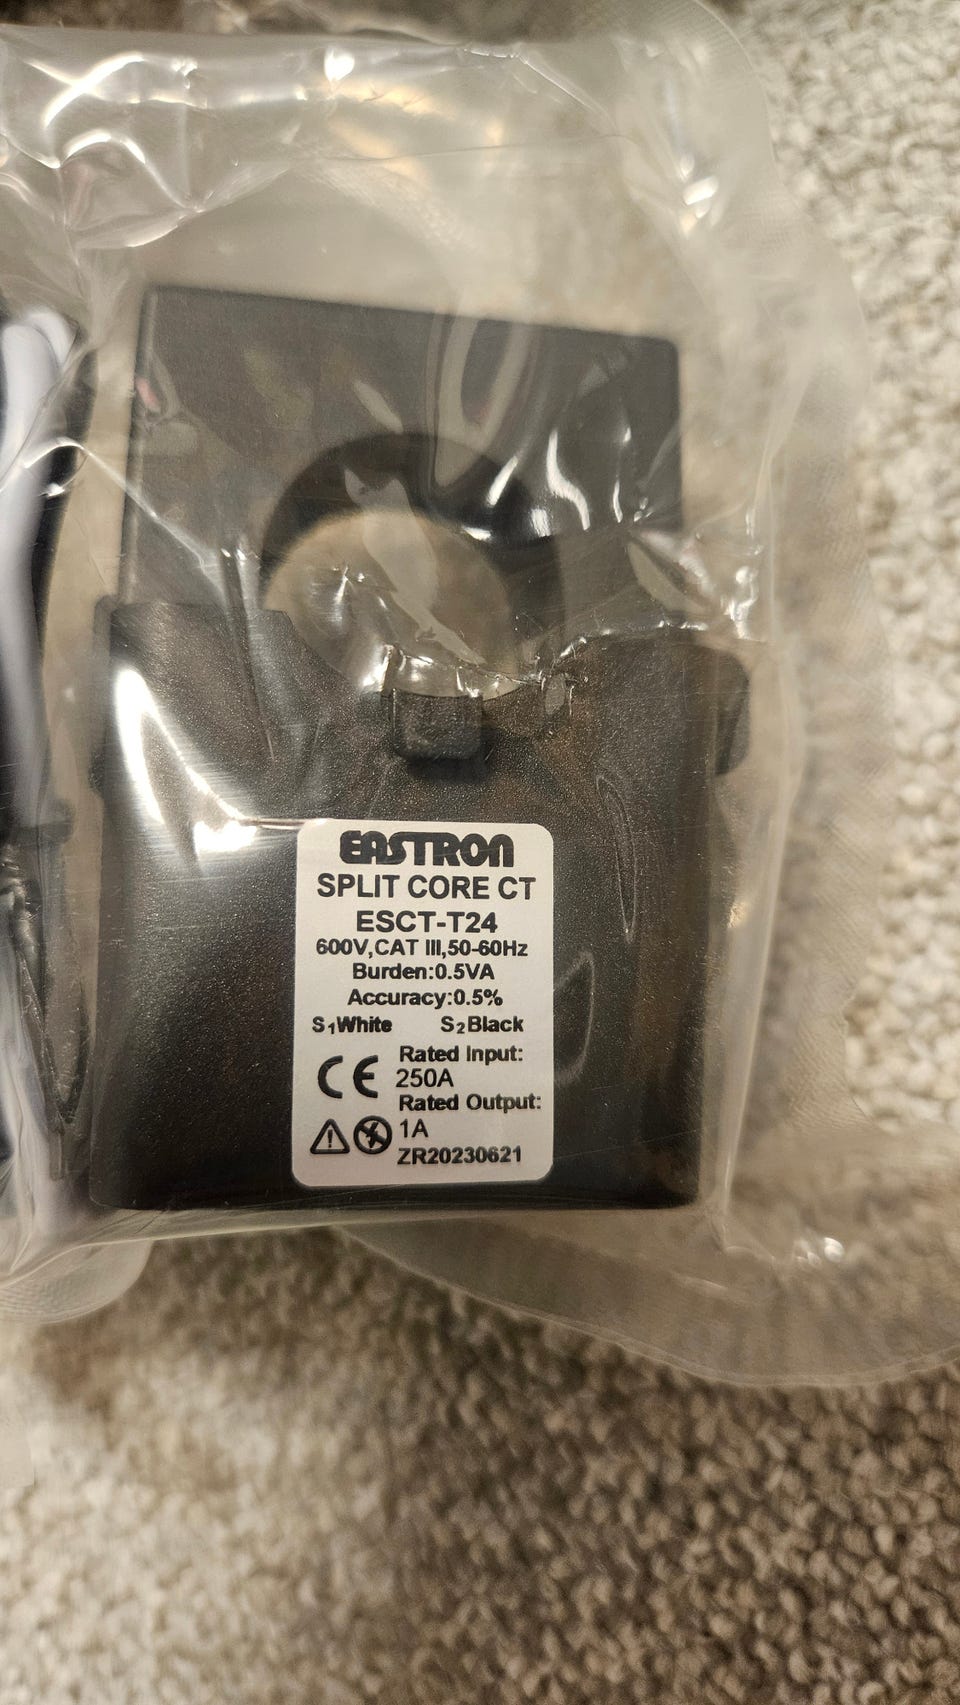 EASTRON
SPLIT CORE CT
ESCT-T24
600V,CAT III,50-60Hz
Burden:0.5VA
Accuracy:0.5%
S1White S2Black
CE
Rated Input:
250A
Rated Output:
1A
ZR20230621